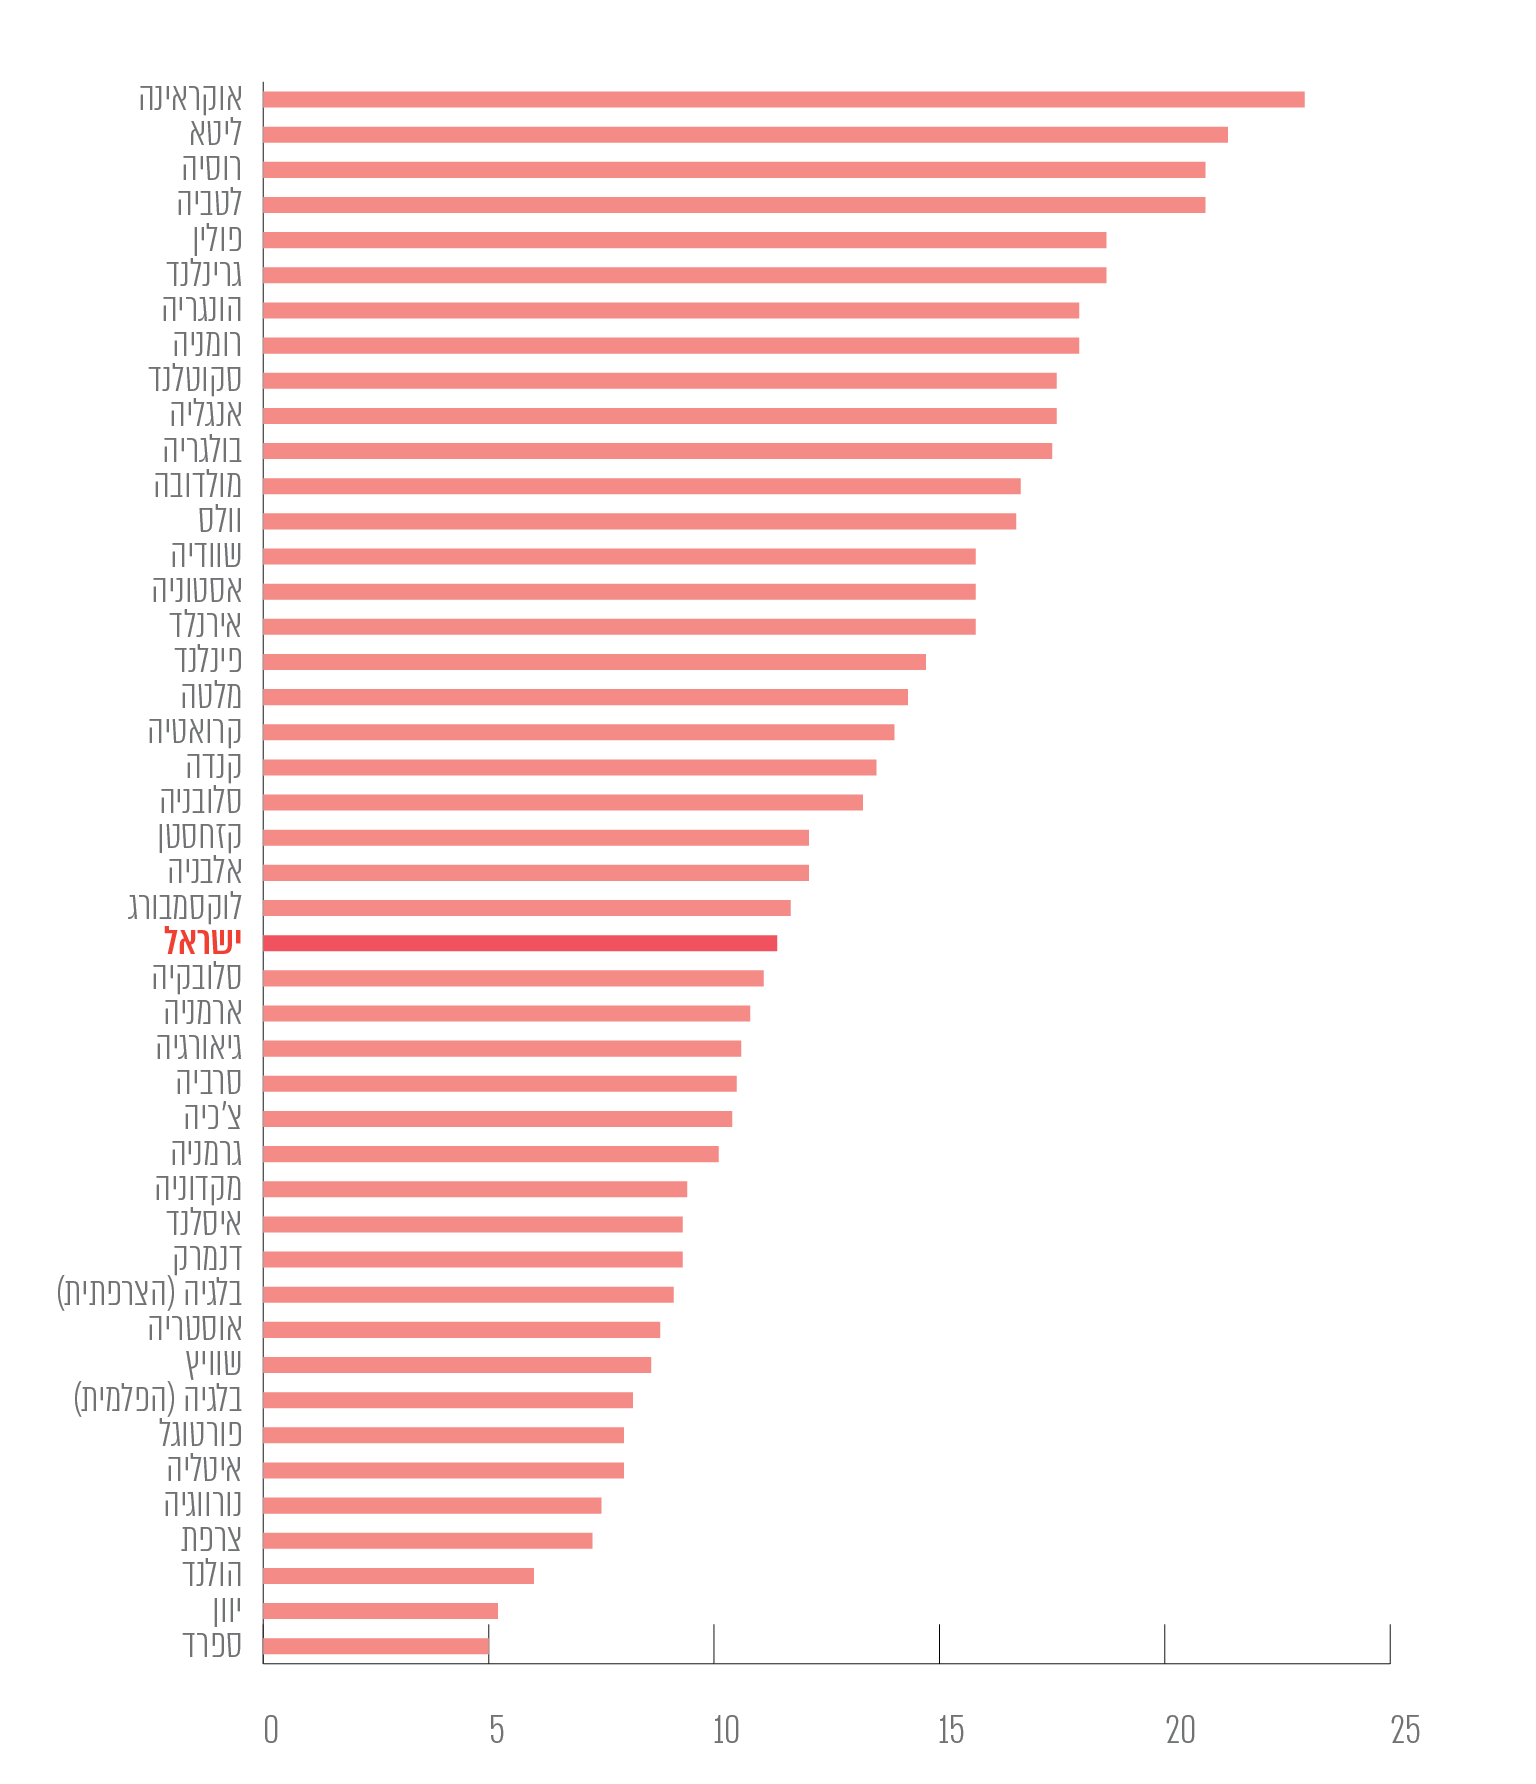 אוקראינה
ליטא
רוסיה
לטביה
פולין
גרינלנד
הונגריה
רומניה
סקוטלנד
אנגליה
בולגריה
מולדובה
וולס
שוודיה
אסטוניה
אירנלד
פינלנד
מלטה
קרואטיה
קנדה
סלובניה
קזחסטן
אלבניה
לוקסמבורג
ישראל
סלובקיה
ארמניה
גיאורגיה
סרביה
צ'כיה
גרמניה
מקדוניה
איסלנד
דנמרק
בלגיה (הצרפתית)
אוסטריה
שוויץ
בלגיה (הפלמית)
פורטוגל
איטליה
נורווגיה
צרפת
הולנד
יוון
ספרד
0 5 10 15 20 25